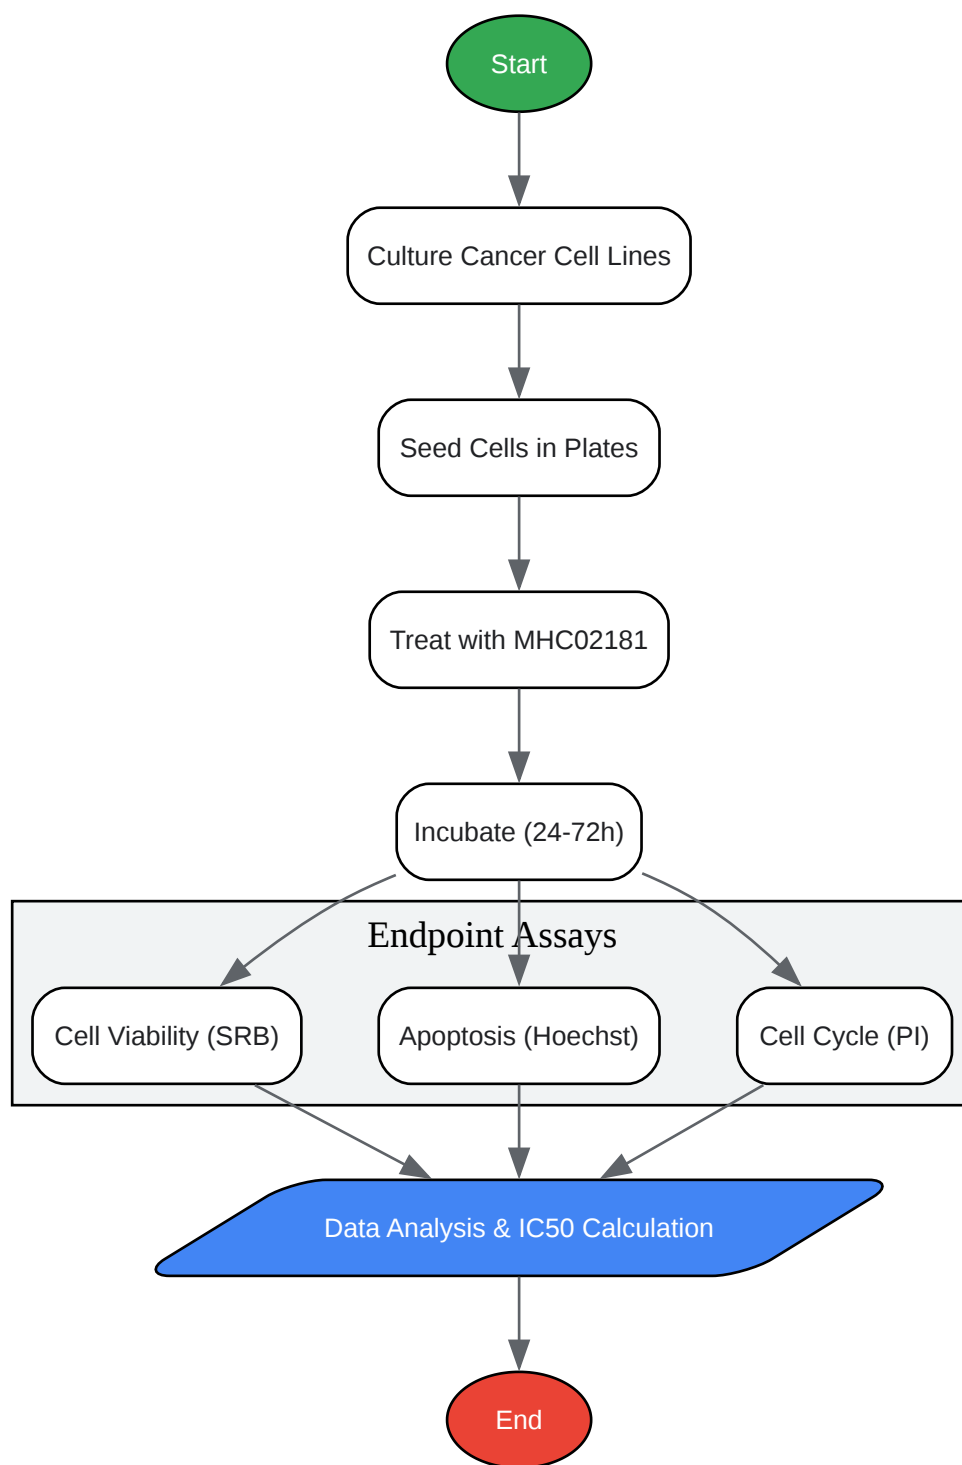 Start
Culture Cancer Cell Lines
Seed Cells in Plates
Treat with MHC02181
Incubate (24-72h)
Endpoint Assays
Cell Viability (SRB)
Apoptosis (Hoechst)
Cell Cycle (PI)
Data Analysis & IC50 Calculation
End